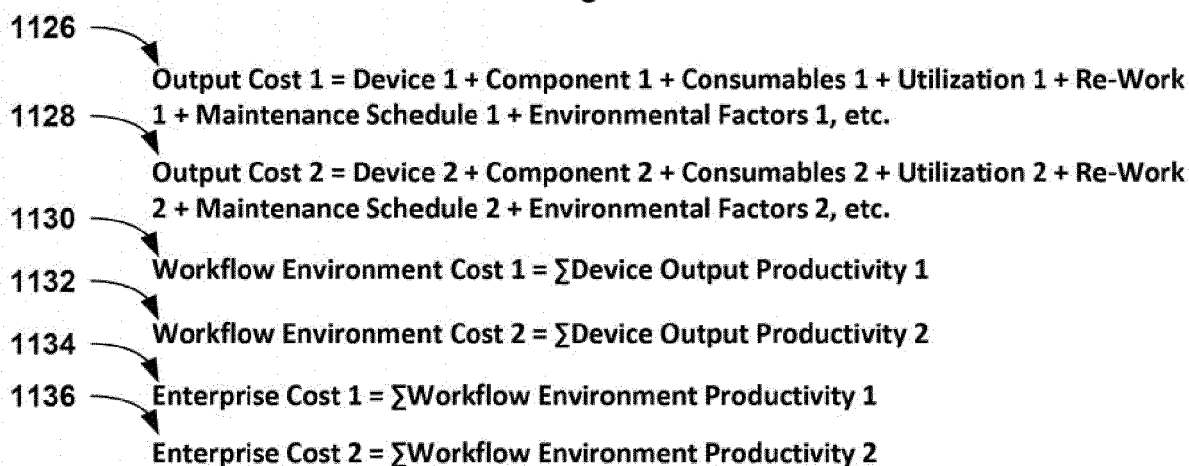 1126
Output Cost 1 = Device 1 + Component 1 + Consumables 1 + Utilization 1 + Re-Work
1128
1 + Maintenance Schedule 1 + Environmental Factors 1, etc.
Output Cost 2 = Device 2 + Component 2 + Consumables 2 + Utilization 2 + Re-Work
2 + Maintenance Schedule 2 + Environmental Factors 2, etc.
1130
Workflow Environment Cost 1 = ∑Device Output Productivity 1
1132
Workflow Environment Cost 2 = ∑Device Output Productivity 2
1134
Enterprise Cost 1 = ∑Workflow Environment Productivity 1
1136
Enterprise Cost 2 = ∑Workflow Environment Productivity 2